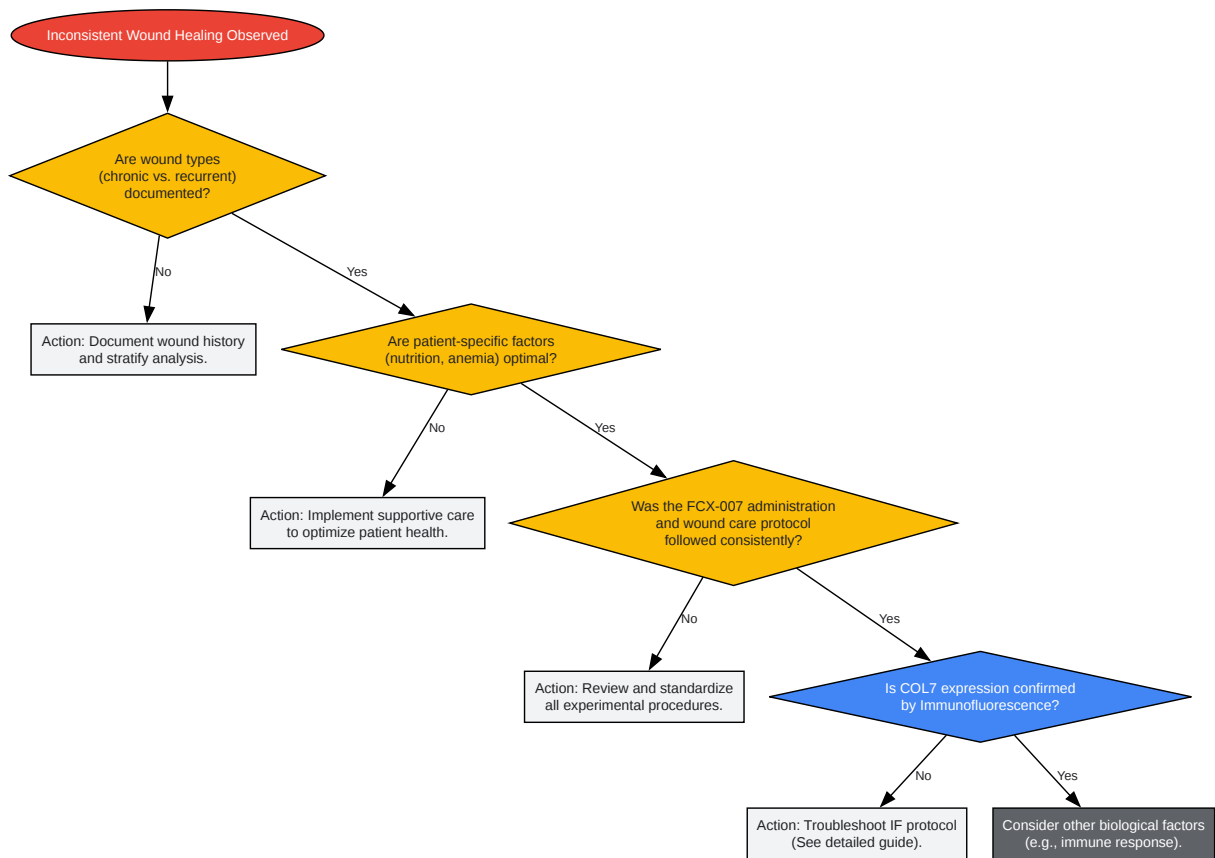 Inconsistent Wound Healing Observed
Are wound types
(chronic vs. recurrent)
documented?
No
Yes
Action: Document wound history
and stratify analysis.
Are patient-specific factors
(nutrition, anemia) optimal?
No
Yes
Action: Implement supportive care
to optimize patient health.
Was the FCX-007 administration
and wound care protocol
followed consistently?
No
Yes
Action: Review and standardize
all experimental procedures.
Is COL7 expression confirmed
by Immunofluorescence?
No
Yes
Action: Troubleshoot IF protocol
(See detailed guide).
Consider other biological factors
(e.g., immune response).